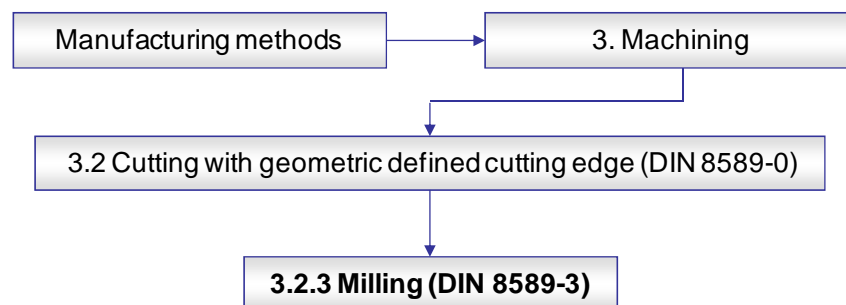 Manufacturing methods
3. Machining
3.2 Cutting with geometric defined cutting edge (DIN 8589-0)
3.2.3 Milling (DIN 8589-3)